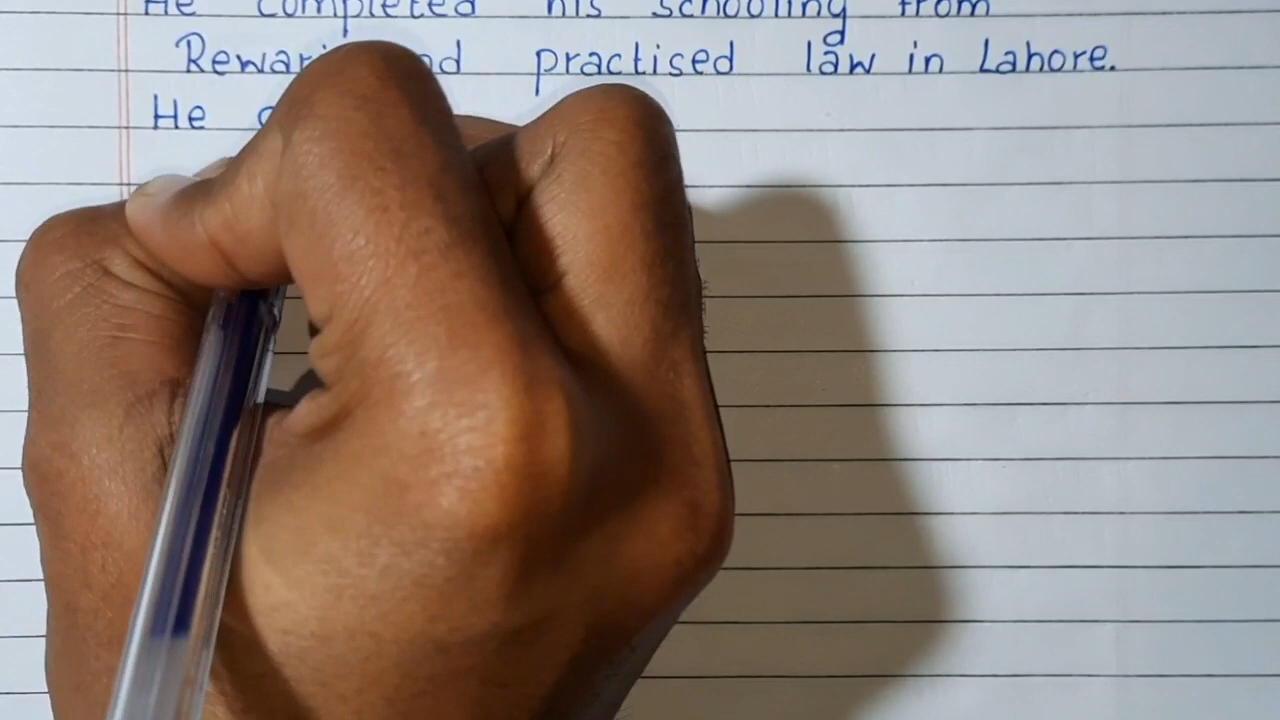 He completed his schooling from
practised law in Lahore.
He